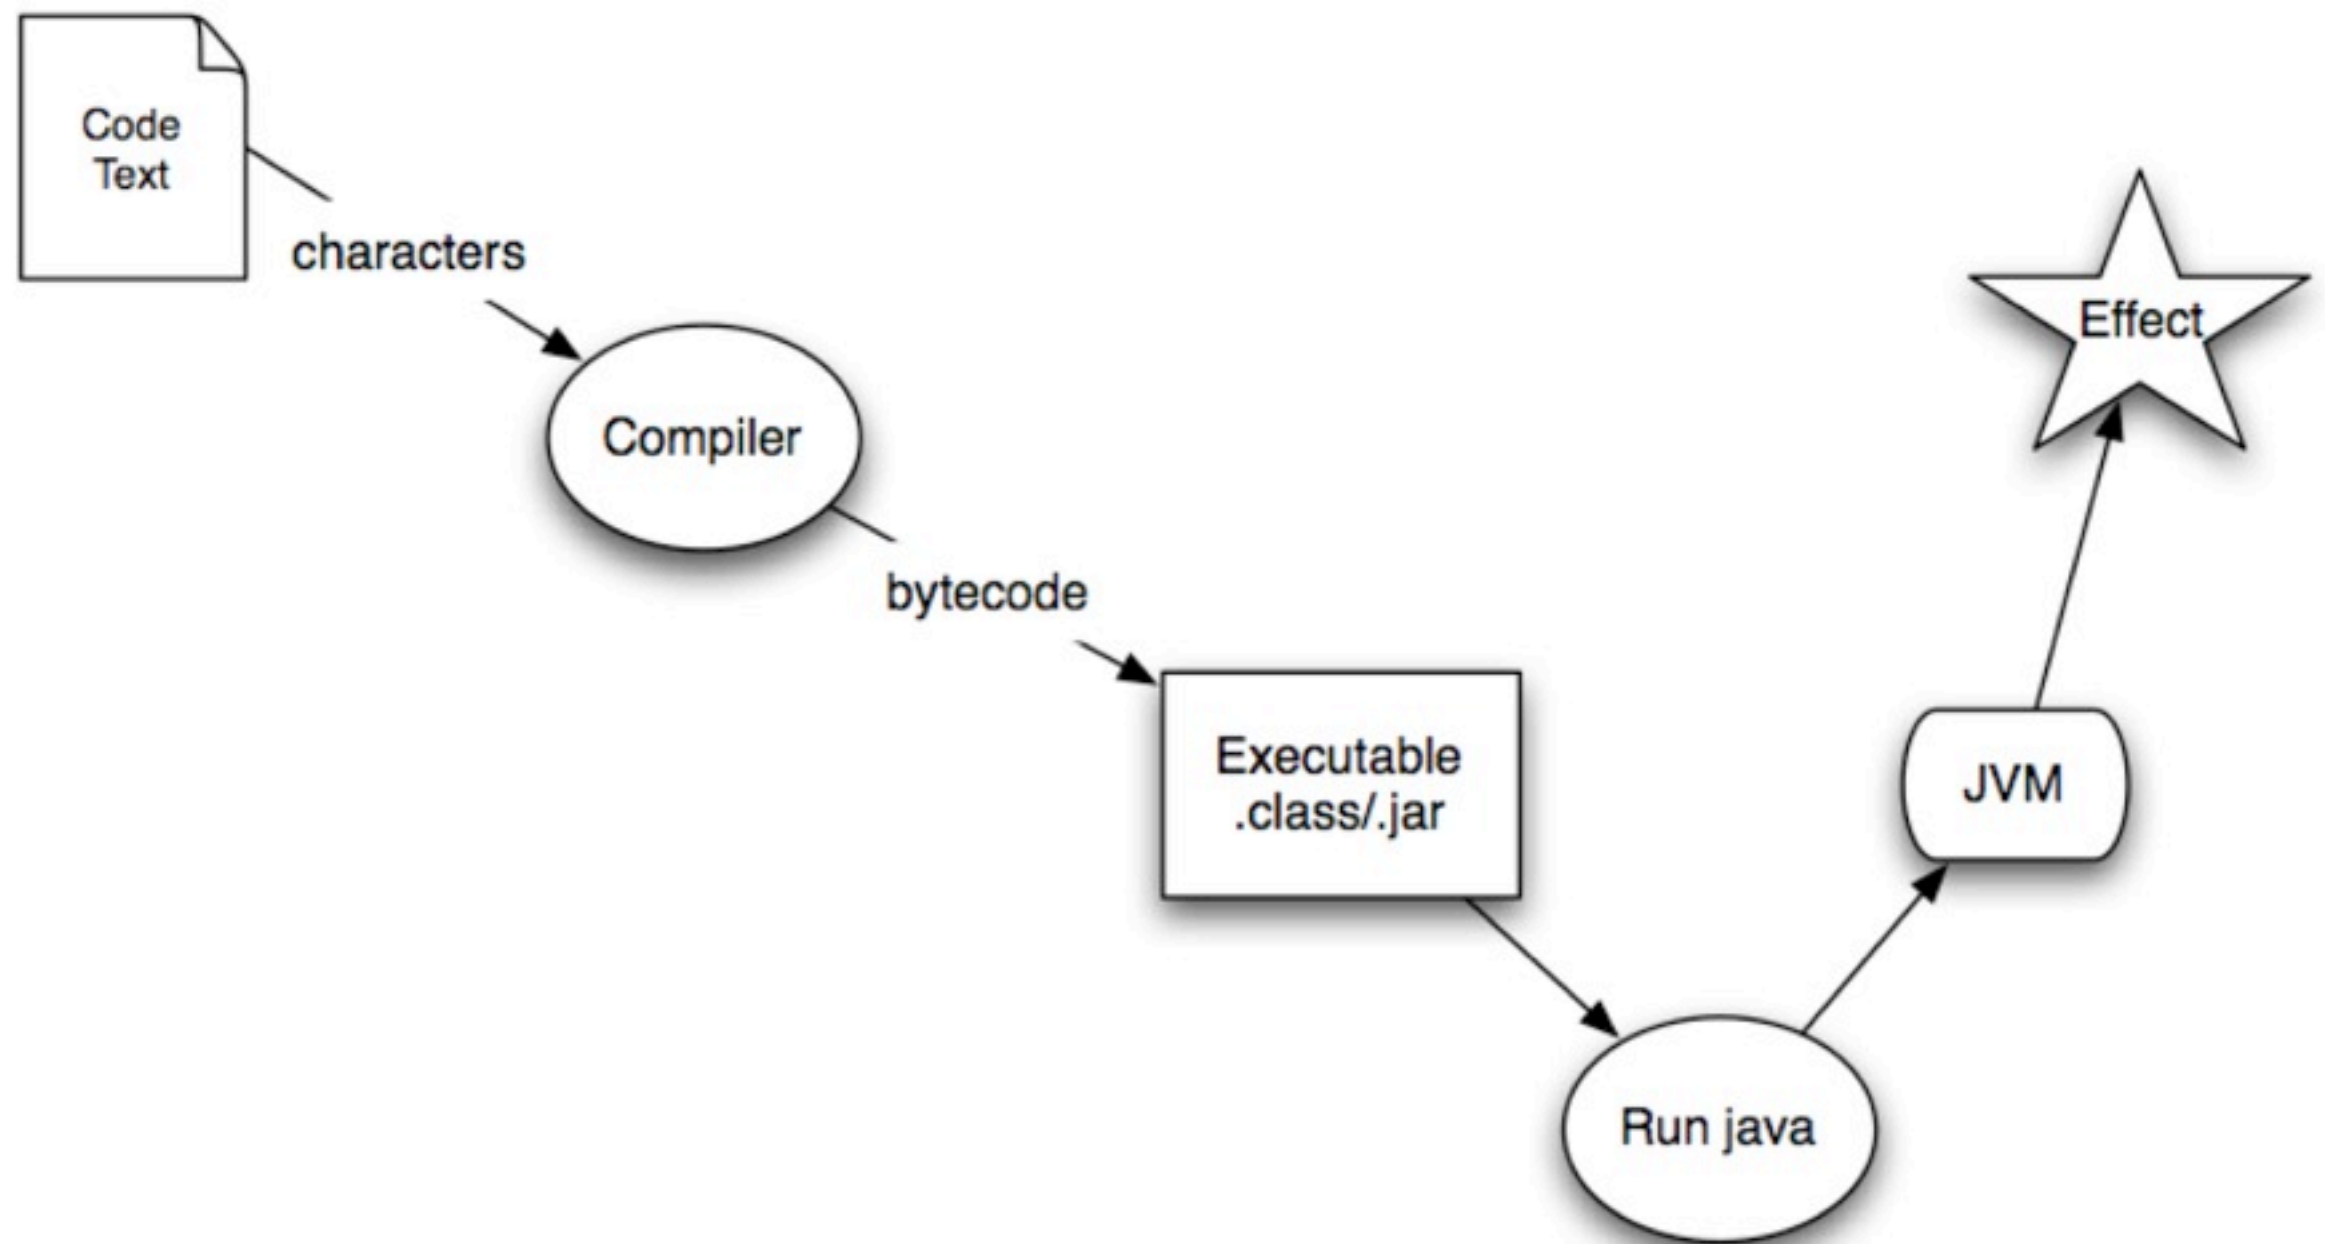 Code
Text
characters
Compiler
bytecode
Executable
.class/.jar
Run java
JVM
Effect